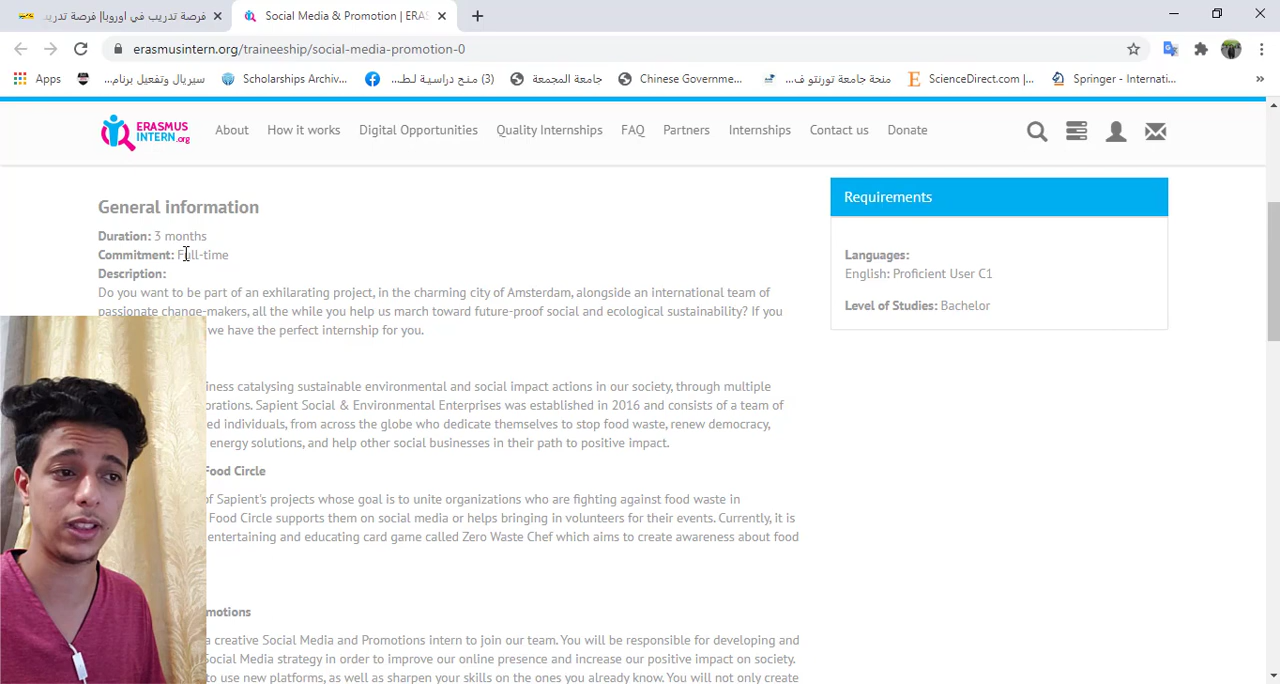 فرصة تدريب في اوروبا| فرصة تدريب
Social Media & Promotion | ERAS
erasmusintern.org/traineeship/social-media-promotion-0
Apps
سيريال وتفعيل برنام...
Scholarships Archiv...
(3) منح دراسية لط...
جامعة المجمعة
Chinese Governme...
منحة جامعة تورنتو ف...
ScienceDirect.com |...
Springer - Internati...
»
ERASMUS
INTERN.org
About
How it works
Digital Opportunities
Quality Internships
FAQ
Partners
Internships
Contact us
Donate
General information
Duration: 3 months
Commitment: Full-time
Description:
Do you want to be part of an exhilarating project, in the charming city of Amsterdam, alongside an international team of
passionate change-makers, all the while you help us march toward future-proof social and ecological sustainability? If you
we have the perfect internship for you.
iness catalysing sustainable environmental and social impact actions in our society, through multiple
orations. Sapient Social & Environmental Enterprises was established in 2016 and consists of a team of
ed individuals, from across the globe who dedicate themselves to stop food waste, renew democracy,
energy solutions, and help other social businesses in their path to positive impact.
Food Circle
of Sapient's projects whose goal is to unite organizations who are fighting against food waste in
Food Circle supports them on social media or helps bringing in volunteers for their events. Currently, it is
entertaining and educating card game called Zero Waste Chef which aims to create awareness about food
motions
a creative Social Media and Promotions intern to join our team. You will be responsible for developing and
Social Media strategy in order to improve our online presence and increase our positive impact on society.
to use new platforms, as well as sharpen your skills on the ones you already know. You will not only create
Requirements
Languages:
English: Proficient User C1
Level of Studies: Bachelor